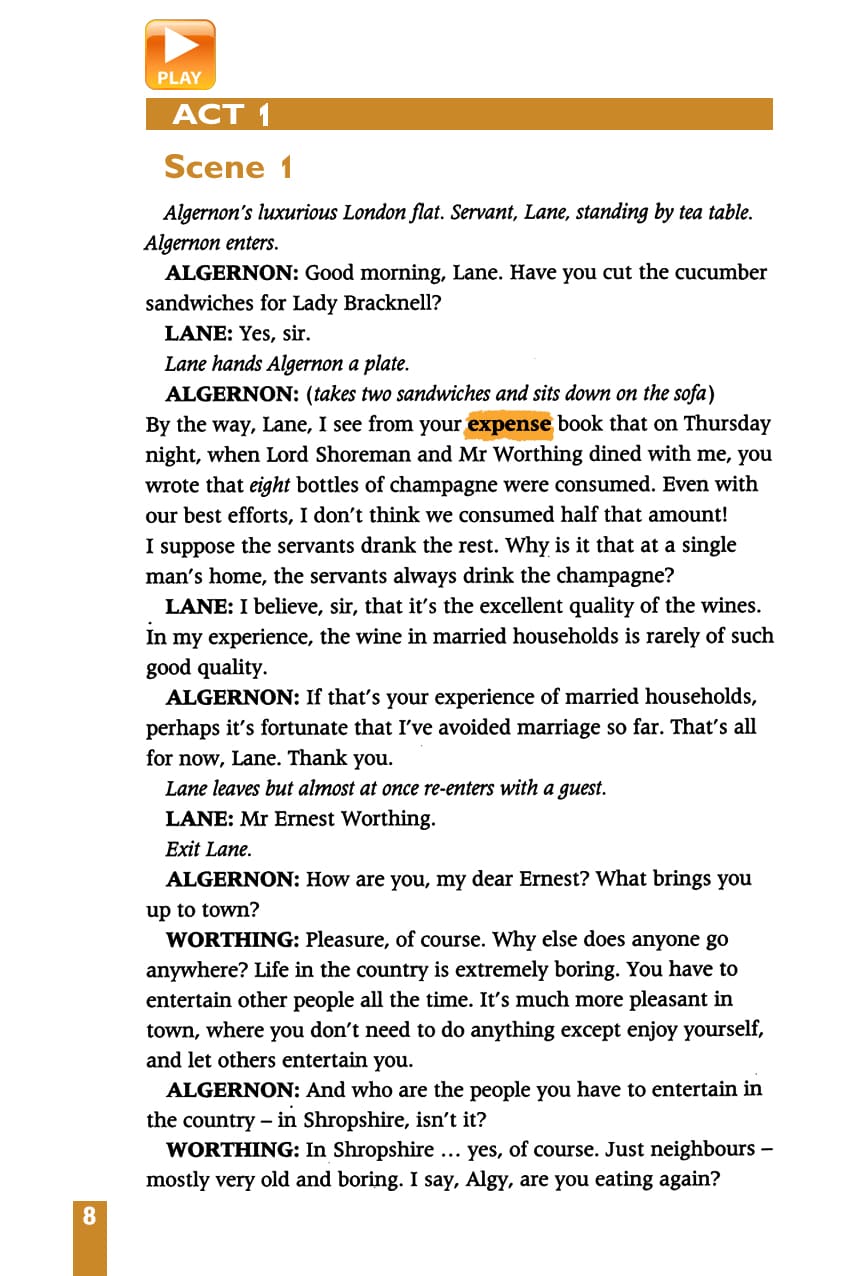 PLAY
ACT 1
Scene 1
Algernon's luxurious London flat. Servant, Lane, standing by tea table.
Algernon enters.
ALGERNON: Good morning, Lane. Have you cut the cucumber
sandwiches for Lady Bracknell?
LANE: Yes, sir.
Lane hands Algernon a plate.
ALGERNON: (takes two sandwiches and sits down on the sofa)
By the way, Lane, I see from your expense book that on Thursday
night, when Lord Shoreman and Mr Worthing dined with me, you
wrote that eight bottles of champagne were consumed. Even with
our best efforts, I don't think we consumed half that amount!
I suppose the servants drank the rest. Why is it that at a single
man's home, the servants always drink the champagne?
LANE: I believe, sir, that it's the excellent quality of the wines.
In my experience, the wine in married households is rarely of such
good quality.
ALGERNON: If that's your experience of married households,
perhaps it's fortunate that I've avoided marriage so far. That's all
for now, Lane. Thank you.
Lane leaves but almost at once re-enters with a guest.
LANE: Mr Ernest Worthing.
Exit Lane.
ALGERNON: How are you, my dear Ernest? What brings you
up to town?
WORTHING: Pleasure, of course. Why else does anyone go
anywhere? Life in the country is extremely boring. You have to
entertain other people all the time. It's much more pleasant in
town, where you don't need to do anything except enjoy yourself,
and let others entertain you.
ALGERNON: And who are the people you have to entertain in
the country – in Shropshire, isn't it?
WORTHING: In Shropshire ... yes, of course. Just neighbours –
mostly very old and boring. I say, Algy, are you eating again?
8